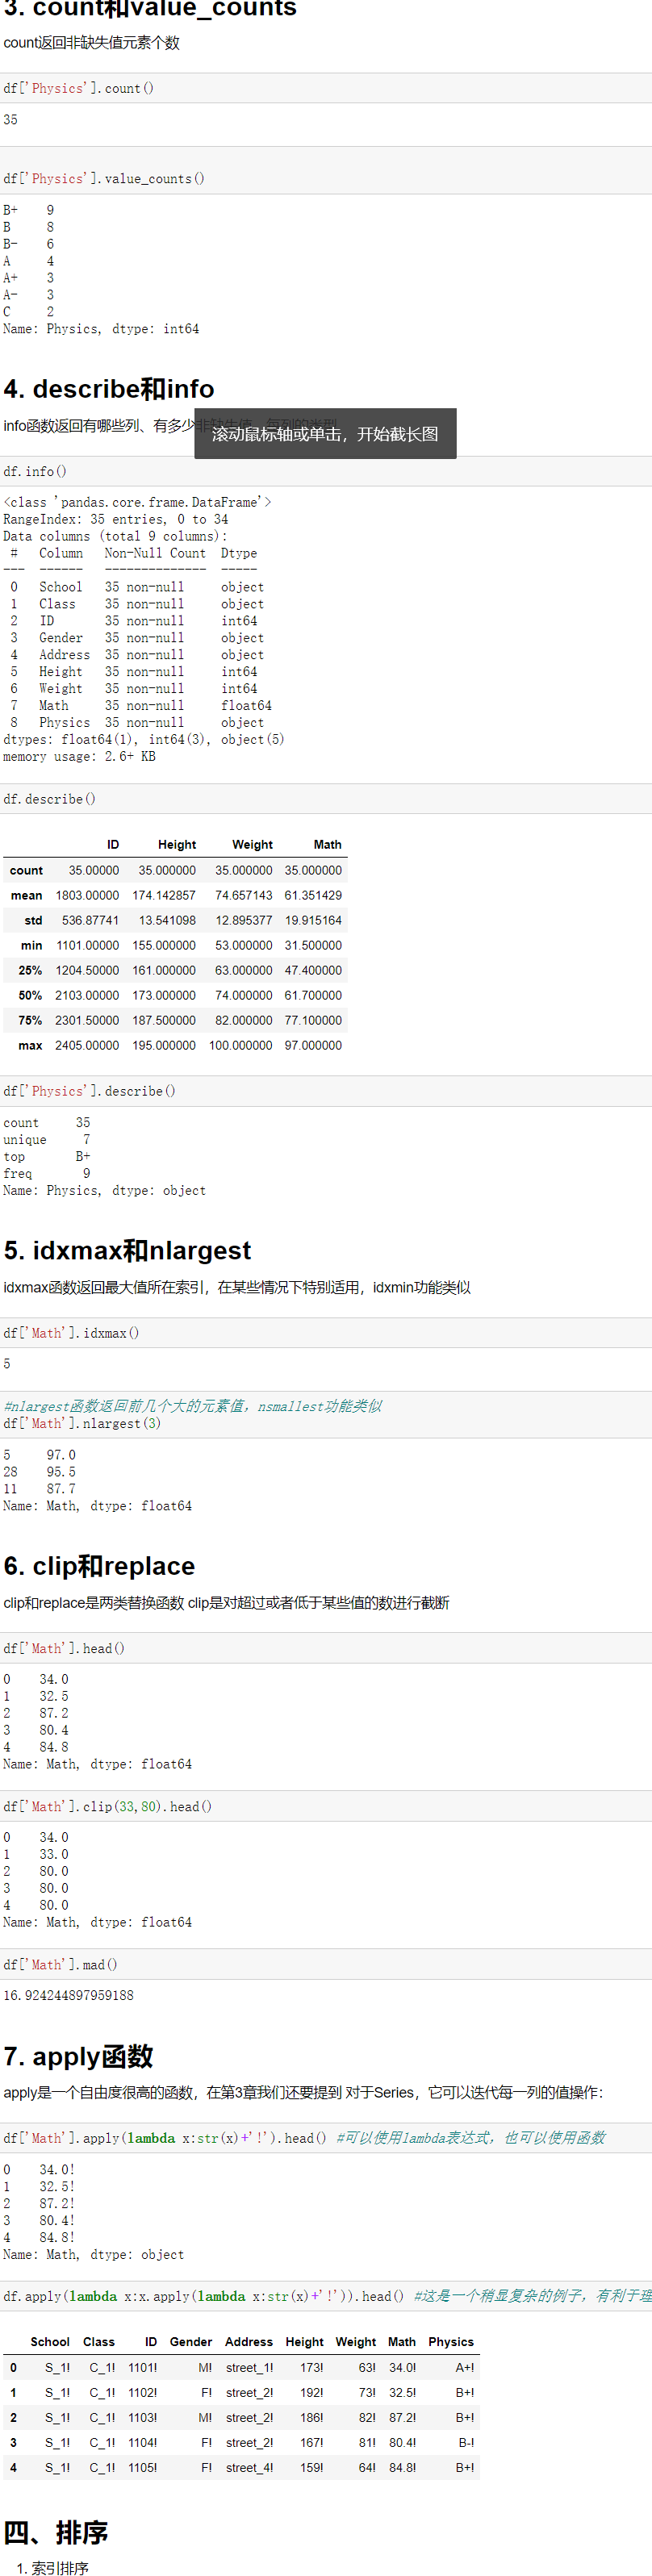 3. count和value_counts
count返回非缺失值元素个数
df['Physics'].count()
35
df['Physics'].value_counts()
B+    9
B     8
B-    6
A     4
A+    3
A-    3
C     2
Name: Physics, dtype: int64
4. describe和info
info函数返回有哪些列、有多少非缺失值、每列的类型
滚动鼠标轴或单击，开始截长图
df.info()
<class 'pandas.core.frame.DataFrame'>
RangeIndex: 35 entries, 0 to 34
Data columns (total 9 columns):
 #   Column   Non-Null Count  Dtype
---  ------   --------------  -----
 0   School   35 non-null     object
 1   Class    35 non-null     object
 2   ID       35 non-null     int64
 3   Gender   35 non-null     object
 4   Address  35 non-null     object
 5   Height   35 non-null     int64
 6   Weight   35 non-null     int64
 7   Math     35 non-null     float64
 8   Physics  35 non-null     object
dtypes: float64(1), int64(3), object(5)
memory usage: 2.6+ KB
df.describe()
ID Height Weight Math
count 35.00000 35.000000 35.000000 35.000000
mean 1803.00000 174.142857 74.657143 61.351429
std 536.87741 13.541098 12.895377 19.915164
min 1101.00000 155.000000 53.000000 31.500000
25% 1204.50000 161.000000 63.000000 47.400000
50% 2103.00000 173.000000 74.000000 61.700000
75% 2301.50000 187.500000 82.000000 77.100000
max 2405.00000 195.000000 100.000000 97.000000
df['Physics'].describe()
count     35
unique     7
top       B+
freq       9
Name: Physics, dtype: object
5. idxmax和nlargest
idxmax函数返回最大值所在索引，在某些情况下特别适用，idxmin功能类似
df['Math'].idxmax()
5
#nlargest函数返回前几个大的元素值，nsmallest功能类似
df['Math'].nlargest(3)
5     97.0
28    95.5
11    87.7
Name: Math, dtype: float64
6. clip和replace
clip和replace是两类替换函数 clip是对超过或者低于某些值的数进行截断
df['Math'].head()
0    34.0
1    32.5
2    87.2
3    80.4
4    84.8
Name: Math, dtype: float64
df['Math'].clip(33,80).head()
0    34.0
1    33.0
2    80.0
3    80.0
4    80.0
Name: Math, dtype: float64
df['Math'].mad()
16.924244897959188
7. apply函数
apply是一个自由度很高的函数，在第3章我们还要提到 对于Series，它可以迭代每一列的值操作：
df['Math'].apply(lambda x:str(x)+'!').head() #可以使用lambda表达式，也可以使用函数
0    34.0!
1    32.5!
2    87.2!
3    80.4!
4    84.8!
Name: Math, dtype: object
df.apply(lambda x:x.apply(lambda x:str(x)+'!')).head() #这是一个稍显复杂的例子，有利于理
School Class ID Gender Address Height Weight Math Physics
0 S_1! C_1! 1101! M! street_1! 173! 63! 34.0! A+!
1 S_1! C_1! 1102! F! street_2! 192! 73! 32.5! B+!
2 S_1! C_1! 1103! M! street_2! 186! 82! 87.2! B+!
3 S_1! C_1! 1104! F! street_2! 167! 81! 80.4! B-!
4 S_1! C_1! 1105! F! street_4! 159! 64! 84.8! B+!
四、排序
1. 索引排序